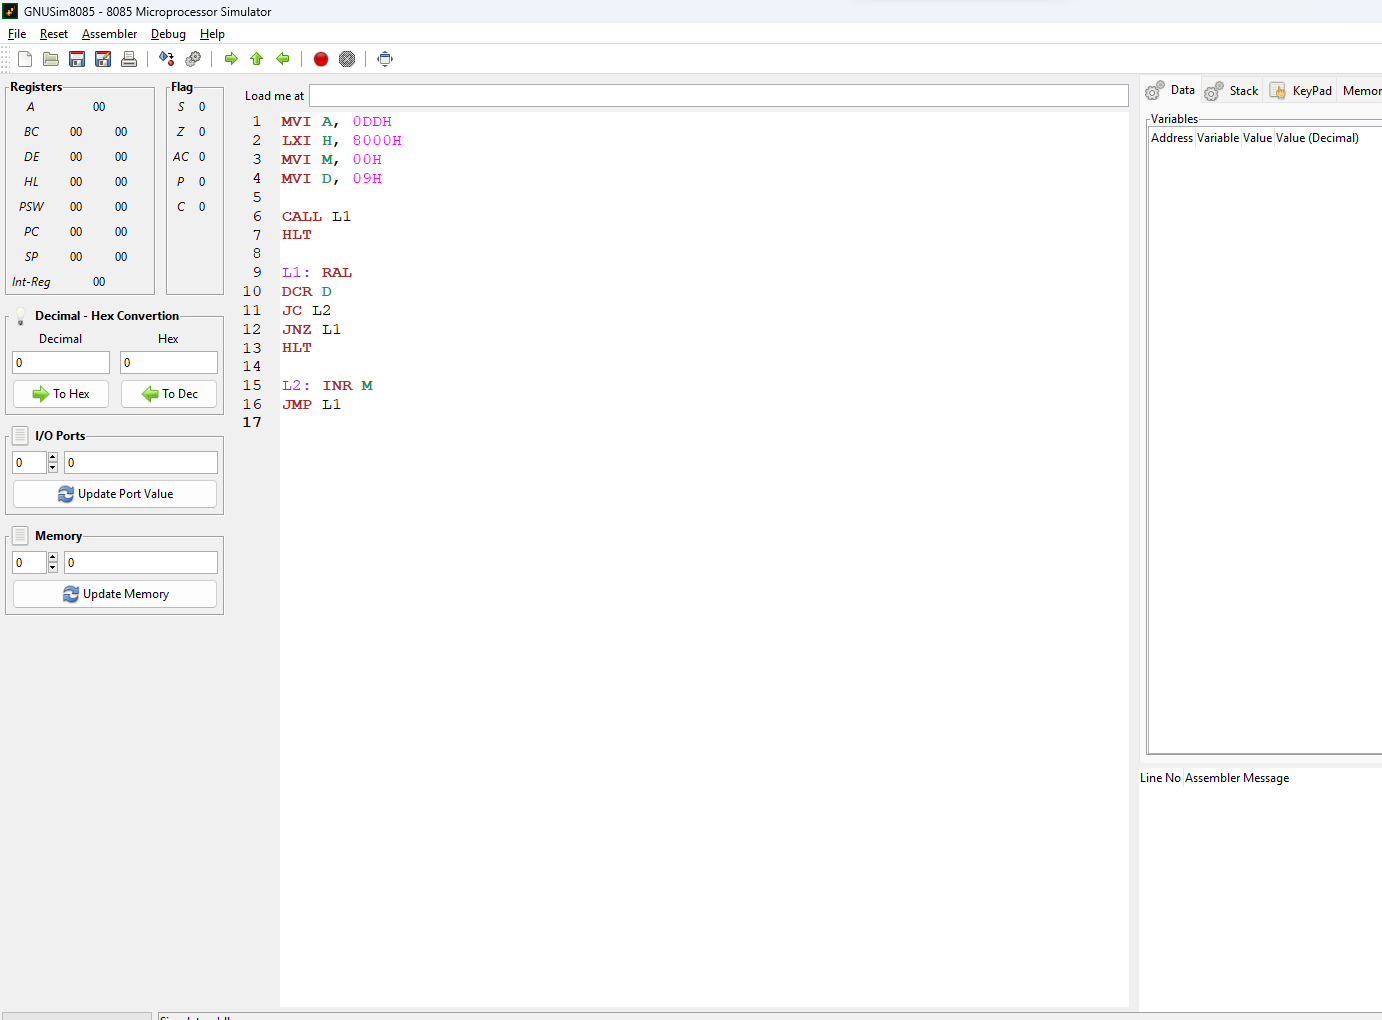 GNUSim8085 - 8085 Microprocessor Simulator
File Reset Assembler Debug Help
Registers
A 00
BC 00 00
DE 00 00
HL 00 00
PSW 00 00
PC 00 00
SP 00 00
Int-Reg 00
Flag
S 0
Z 0
AC 0
P 0
C 0
Decimal - Hex Convertion
Decimal Hex
0 0
To Hex To Dec
I/O Ports
0 0
Update Port Value
Memory
0 0
Update Memory
Load me at
1 MVI A, 0DDH
2 LXI H, 8000H
3 MVI M, 00H
4 MVI D, 09H
5
6 CALL L1
7 HLT
8
9 L1: RAL
10 DCR D
11 JC L2
12 JNZ L1
13 HLT
14
15 L2: INR M
16 JMP L1
17
Data Stack KeyPad Memor
Variables
Address Variable Value Value (Decimal)
Line No Assembler Message